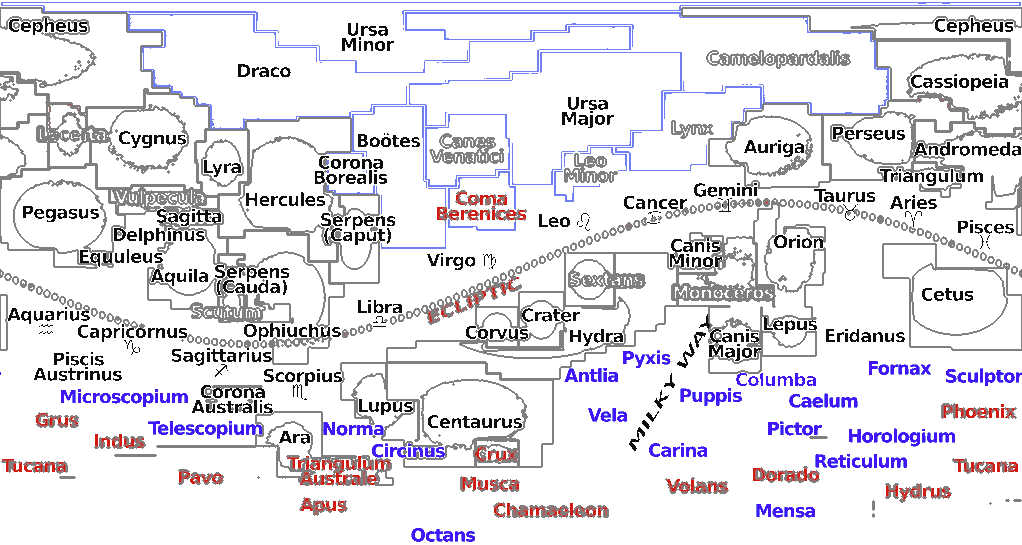 Cepheus
Ursa
Minor
Cepheus
Draco
Camelopardalis
Cassiopeia
Ursa
Major
Lacerta
Cygnus
Boötes
Canes
Venatici
Lynx
Auriga
Perseus
Andromeda
Lyra
Corona
Borealis
Leo
Minor
Triangulum
Vulpecula
Hercules
Coma
Berenices
Gemini
♊
Taurus
♉
Pegasus
Sagitta
Serpens
(Caput)
Leo ♌
Cancer
♋
Aries
♈
Delphinus
Pisces
♓
Equuleus
Virgo ♍
Canis
Minor
Orion
Aquila
Serpens
(Cauda)
Sextans
Monoceros
Cetus
ECLIPTIC
Scutum
Libra
♎
Aquarius
♒
Capricornus
♑
Ophiuchus
Corvus
Crater
Hydra
MILKY WAY
Canis
Major
Lepus
Eridanus
Piscis
Austrinus
Sagittarius
♐
Scorpius
♏
Pyxis
Antlia
Columba
Fornax
Sculptor
Microscopium
Corona
Australis
Lupus
Puppis
Caelum
Phoenix
Grus
Indus
Telescopium
Ara
Norma
Centaurus
Vela
Pictor
Horologium
Circinus
Crux
Carina
Reticulum
Tucana
Pavo
Triangulum
Australe
Musca
Volans
Dorado
Tucana
Hydrus
Apus
Chamaeleon
Mensa
Octans